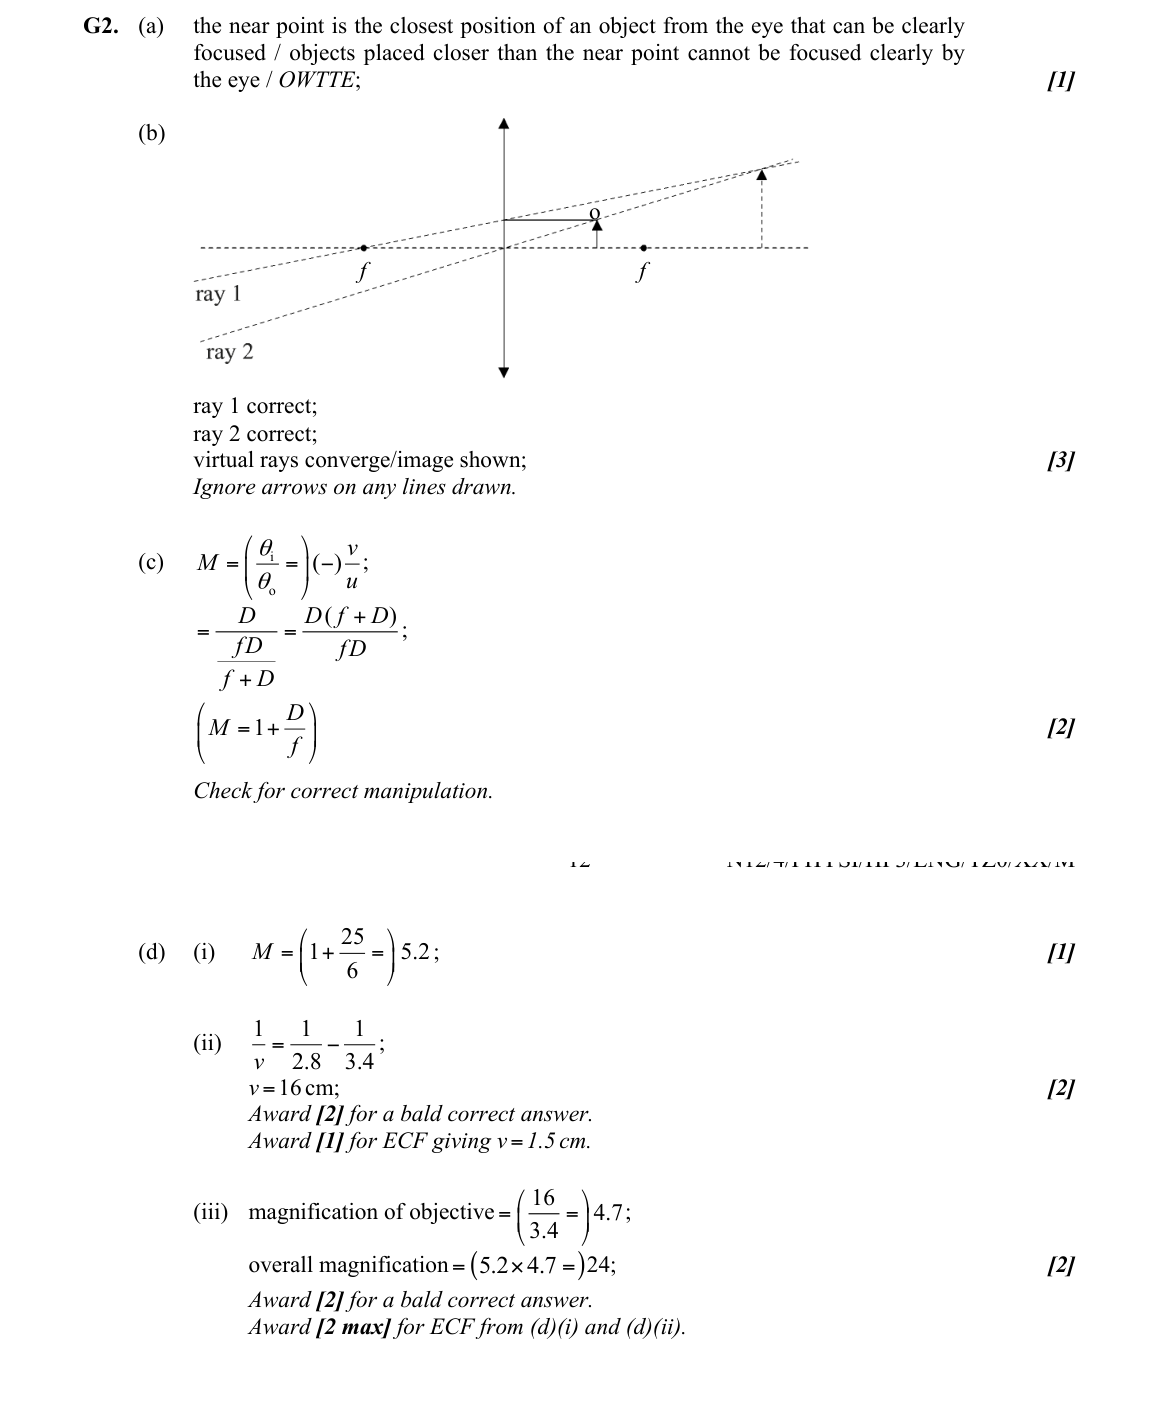 G2. (a) the near point is the closest position of an object from the eye that can be clearly
focused / objects placed closer than the near point cannot be focused clearly by
the eye / OWTTE; [1]
(b)
o
f f
ray 1
ray 2
ray 1 correct;
ray 2 correct;
virtual rays converge/image shown; [3]
Ignore arrows on any lines drawn.
(c) M = (θi/θo =) (−) v/u;
= D/(fD/(f + D)) = D(f + D)/fD;
(M = 1 + D/f) [2]
Check for correct manipulation.
(d) (i) M = (1 + 25/6 =) 5.2; [1]
(ii) 1/v = 1/2.8 − 1/3.4;
v = 16 cm; [2]
Award [2] for a bald correct answer.
Award [1] for ECF giving v = 1.5 cm.
(iii) magnification of objective = (16/3.4 =) 4.7;
overall magnification = (5.2 × 4.7 =) 24; [2]
Award [2] for a bald correct answer.
Award [2 max] for ECF from (d)(i) and (d)(ii).